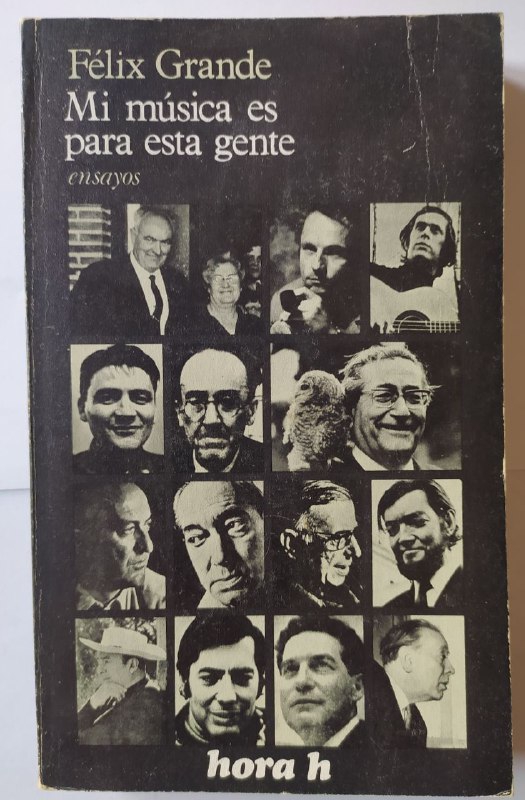 Félix Grande
Mi música es
para esta gente
ensayos
hora h